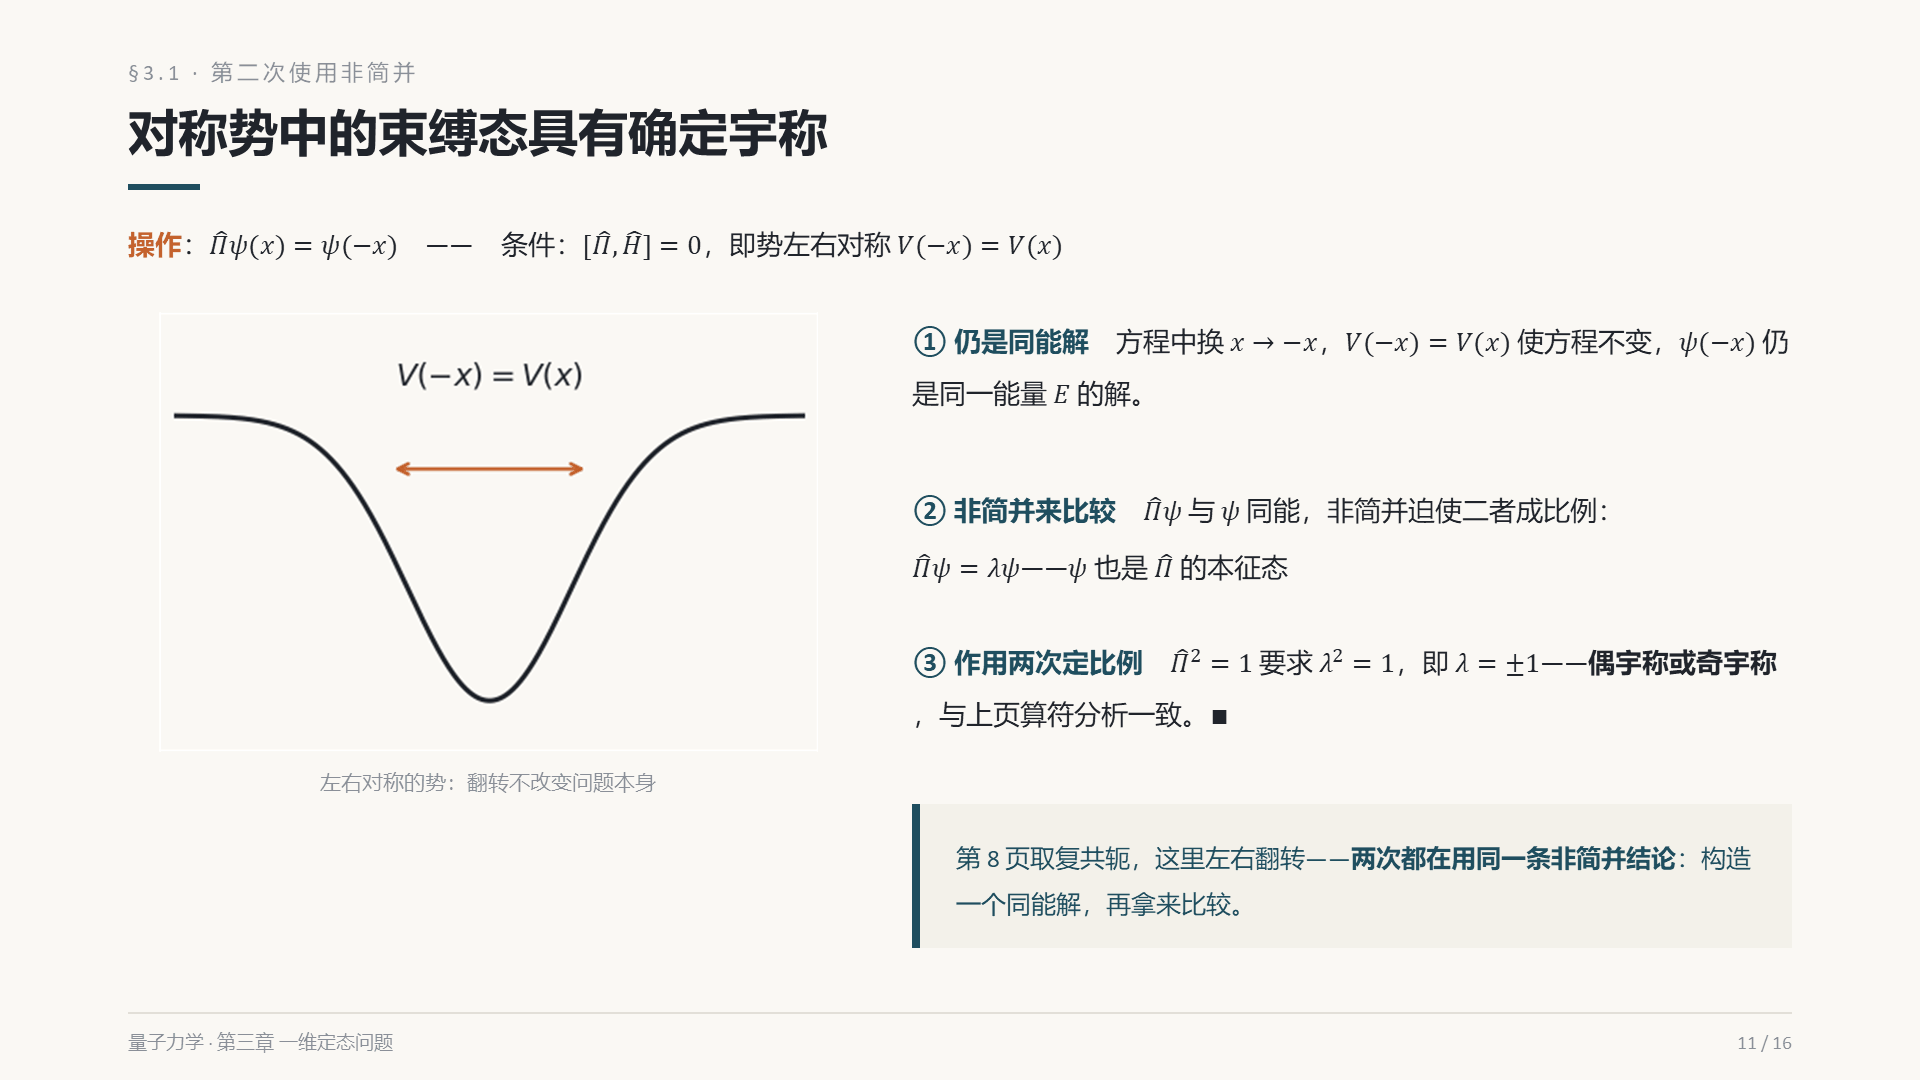 §3.1 · 第二次使用非简并
对称势中的束缚态具有确定宇称
操作：Π̂ψ(x) = ψ(−x) —— 条件：[Π̂, Ĥ] = 0，即势左右对称 V(−x) = V(x)
V(−x) = V(x)
左右对称的势：翻转不改变问题本身
① 仍是同能解 方程中换 x → −x，V(−x) = V(x) 使方程不变，ψ(−x) 仍
是同一能量 E 的解。
② 非简并来比较 Π̂ψ 与 ψ 同能，非简并迫使二者成比例：
Π̂ψ = λψ——ψ 也是 Π̂ 的本征态
③ 作用两次定比例 Π̂² = 1 要求 λ² = 1，即 λ = ±1——偶宇称或奇宇称
，与上页算符分析一致。■
第 8 页取复共轭，这里左右翻转——两次都在用同一条非简并结论：构造
一个同能解，再拿来比较。
量子力学 · 第三章 一维定态问题
11 / 16